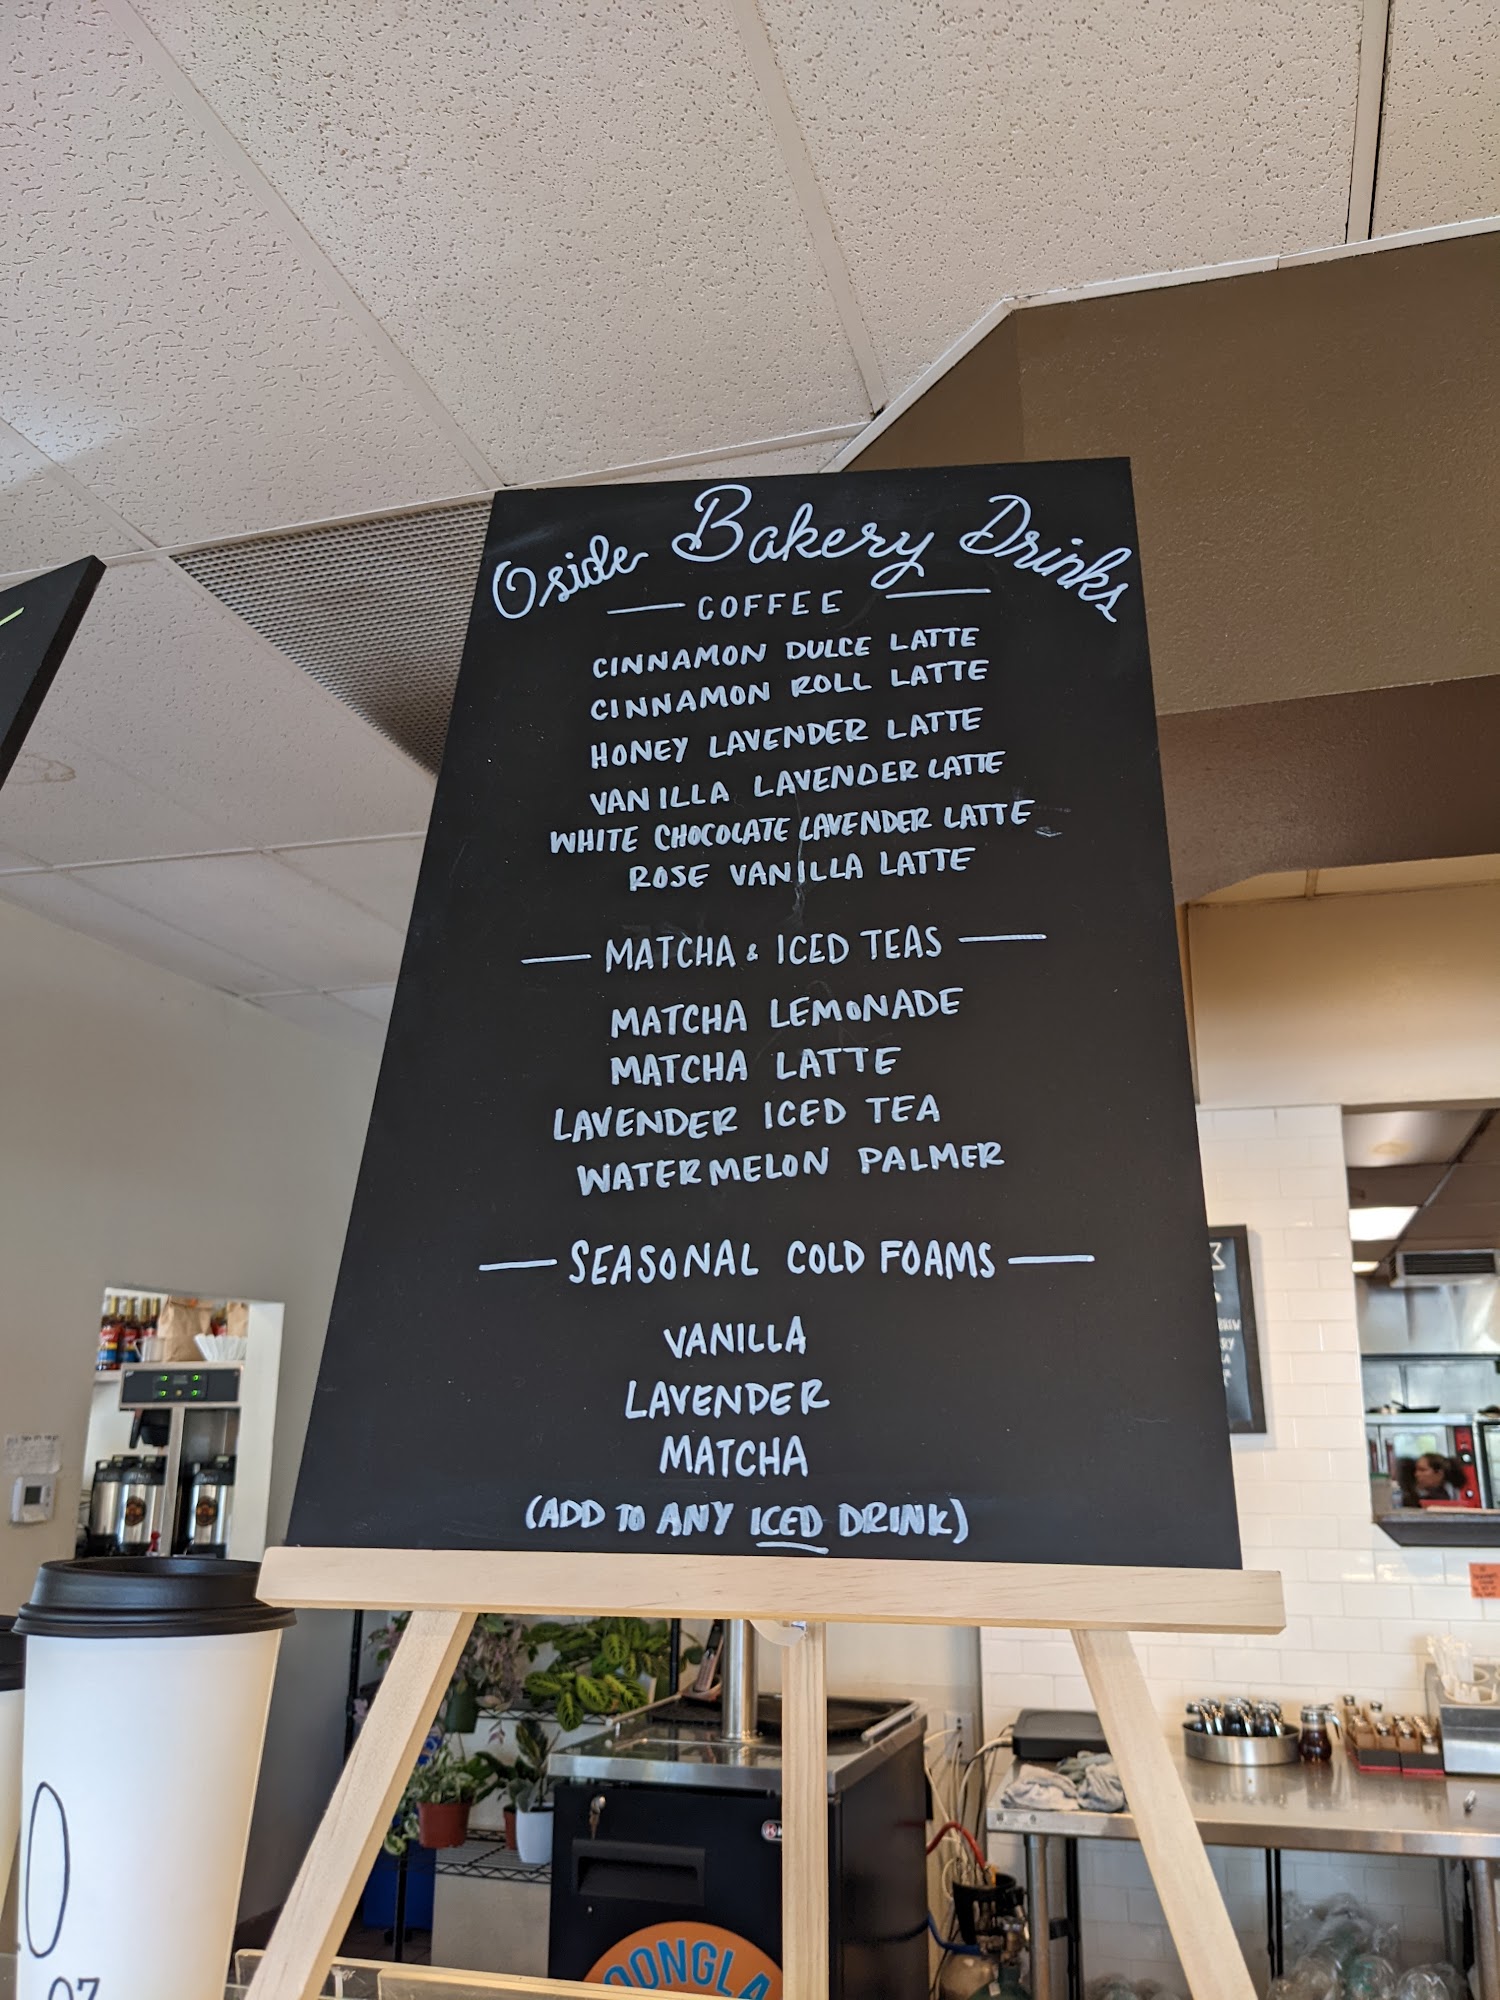 Oside Bakery Drinks
COFFEE
CINNAMON DULCE LATTE
CINNAMON ROLL LATTE
HONEY LAVENDER LATTE
VANILLA LAVENDER LATTE
WHITE CHOCOLATE LAVENDER LATTE
ROSE VANILLA LATTE
MATCHA & ICED TEAS
MATCHA LEMONADE
MATCHA LATTE
LAVENDER ICED TEA
WATERMELON PALMER
SEASONAL COLD FOAMS
VANILLA
LAVENDER
MATCHA
(ADD TO ANY ICED DRINK)